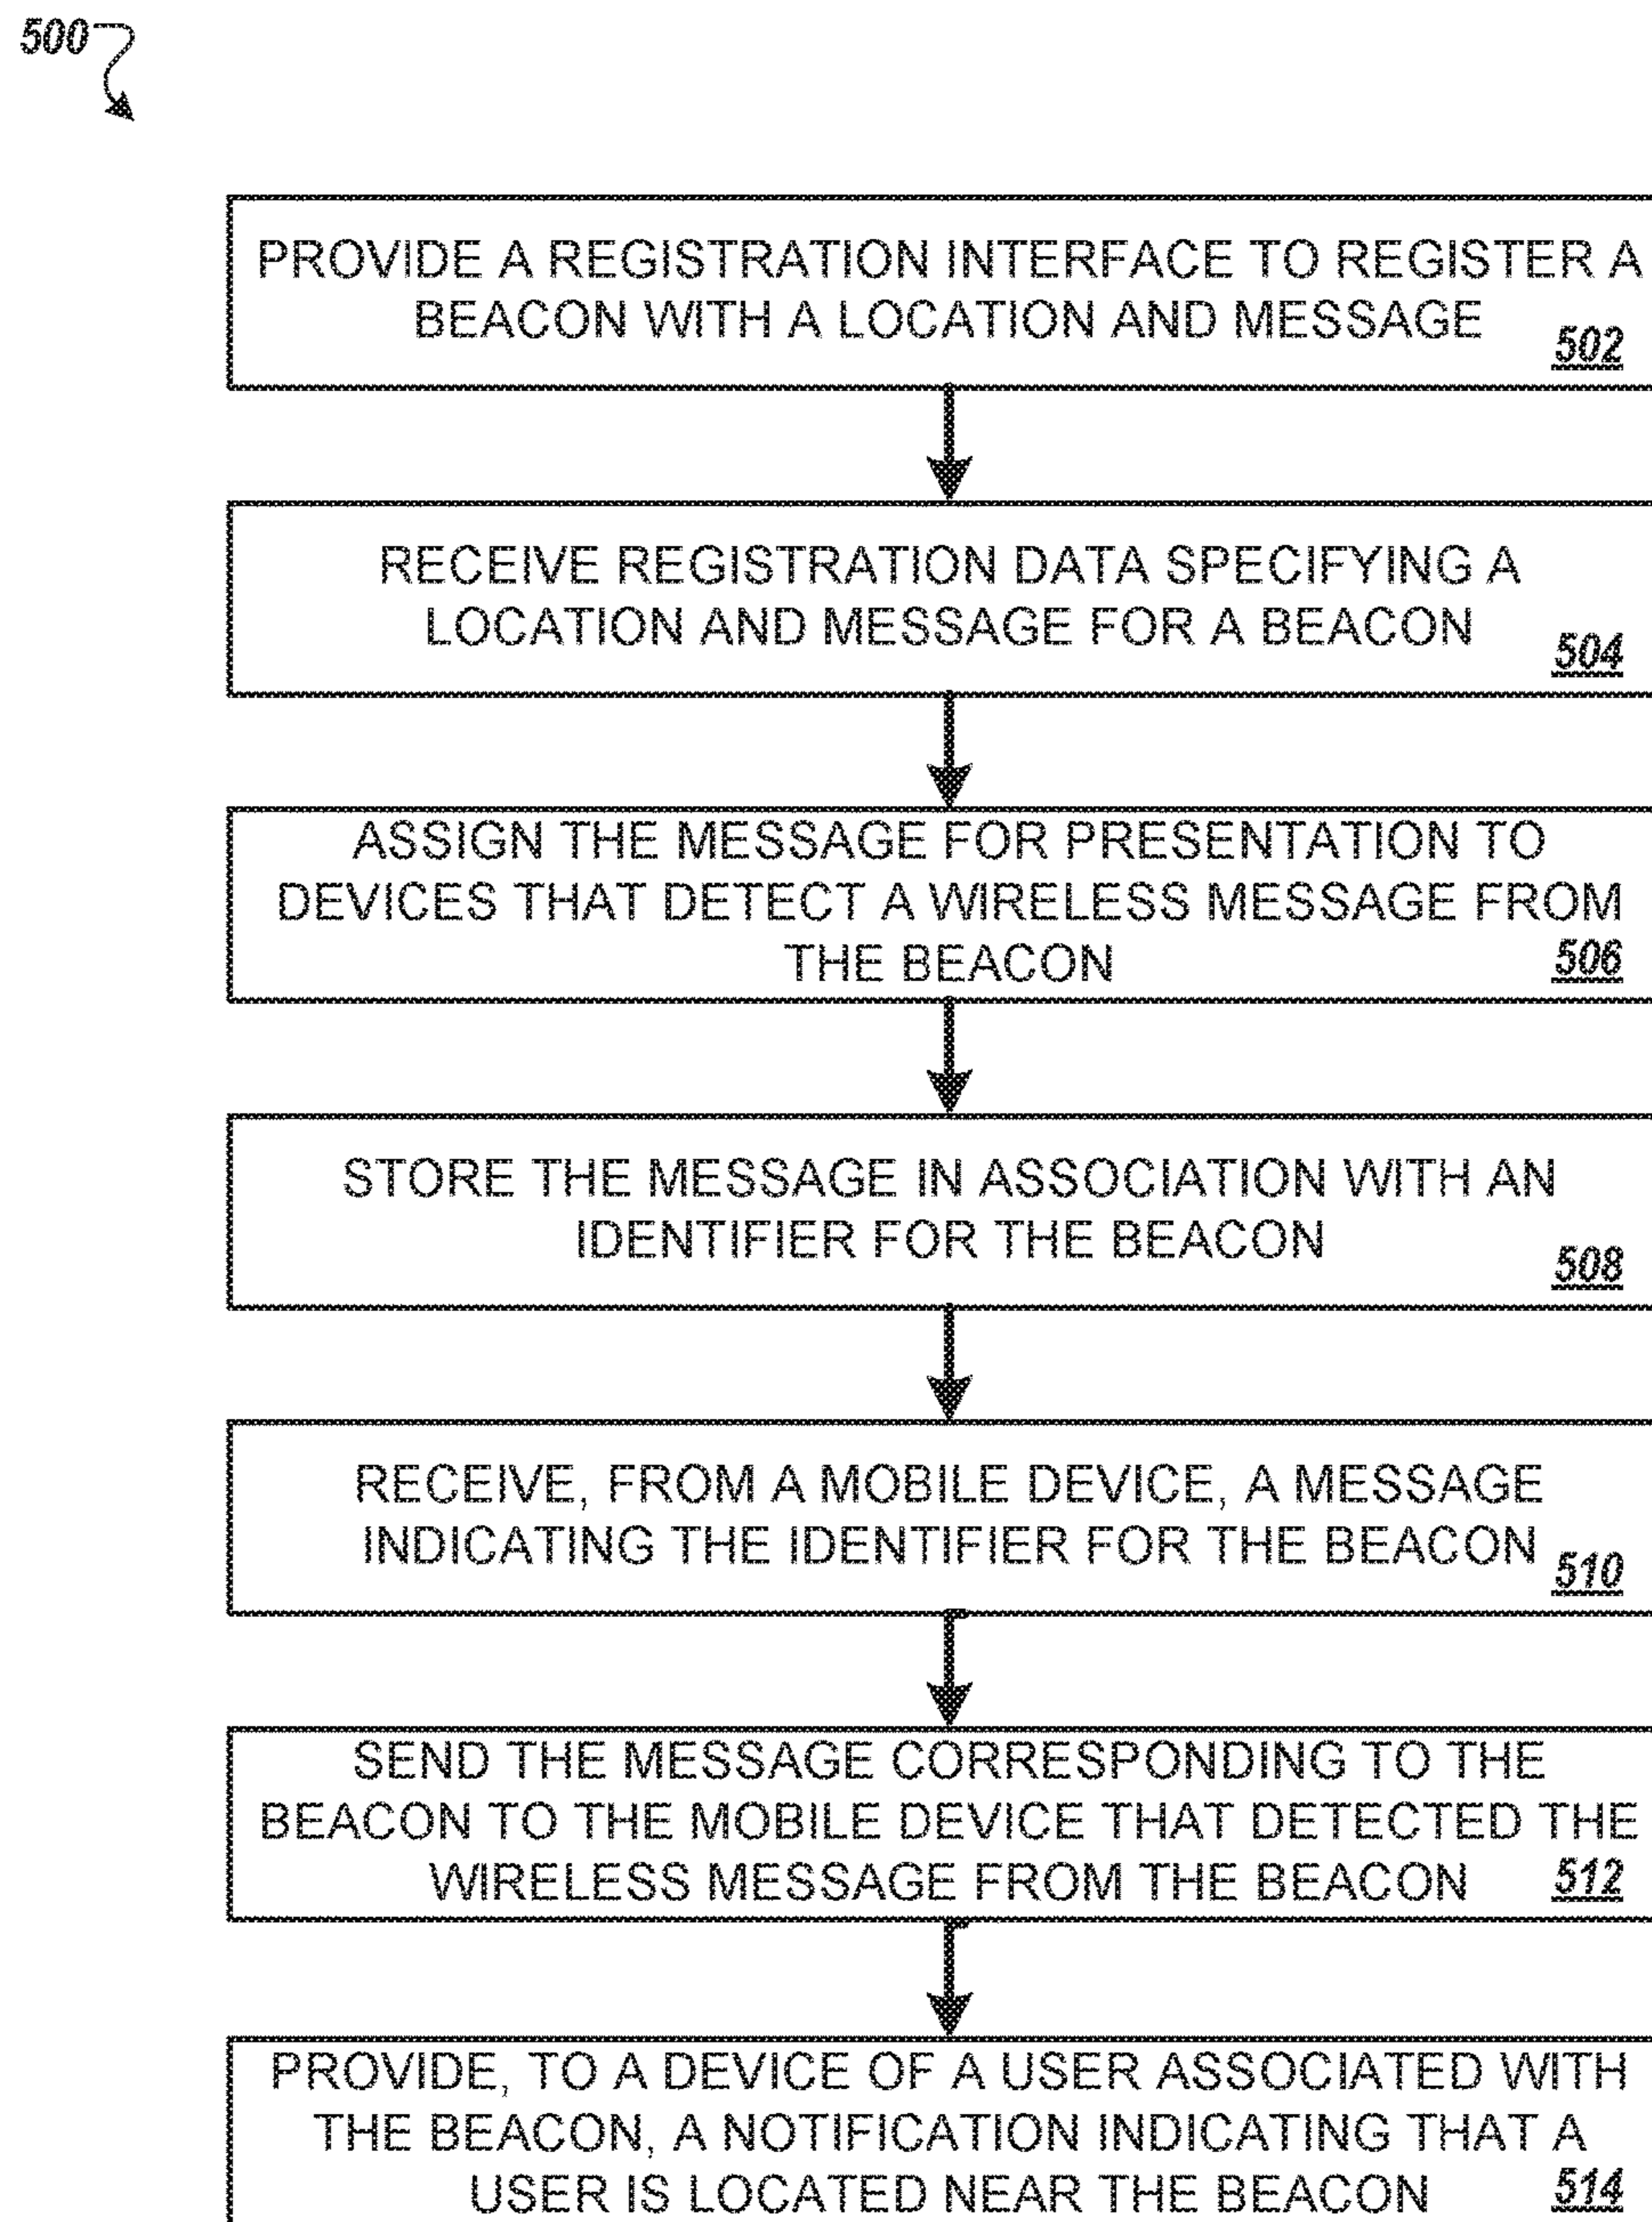 500
PROVIDE A REGISTRATION INTERFACE TO REGISTER A
BEACON WITH A LOCATION AND MESSAGE
502
RECEIVE REGISTRATION DATA SPECIFYING A
LOCATION AND MESSAGE FOR A BEACON
504
ASSIGN THE MESSAGE FOR PRESENTATION TO
DEVICES THAT DETECT A WIRELESS MESSAGE FROM
THE BEACON
506
STORE THE MESSAGE IN ASSOCIATION WITH AN
IDENTIFIER FOR THE BEACON
508
RECEIVE, FROM A MOBILE DEVICE, A MESSAGE
INDICATING THE IDENTIFIER FOR THE BEACON
510
SEND THE MESSAGE CORRESPONDING TO THE
BEACON TO THE MOBILE DEVICE THAT DETECTED THE
WIRELESS MESSAGE FROM THE BEACON
512
PROVIDE, TO A DEVICE OF A USER ASSOCIATED WITH
THE BEACON, A NOTIFICATION INDICATING THAT A
USER IS LOCATED NEAR THE BEACON
514